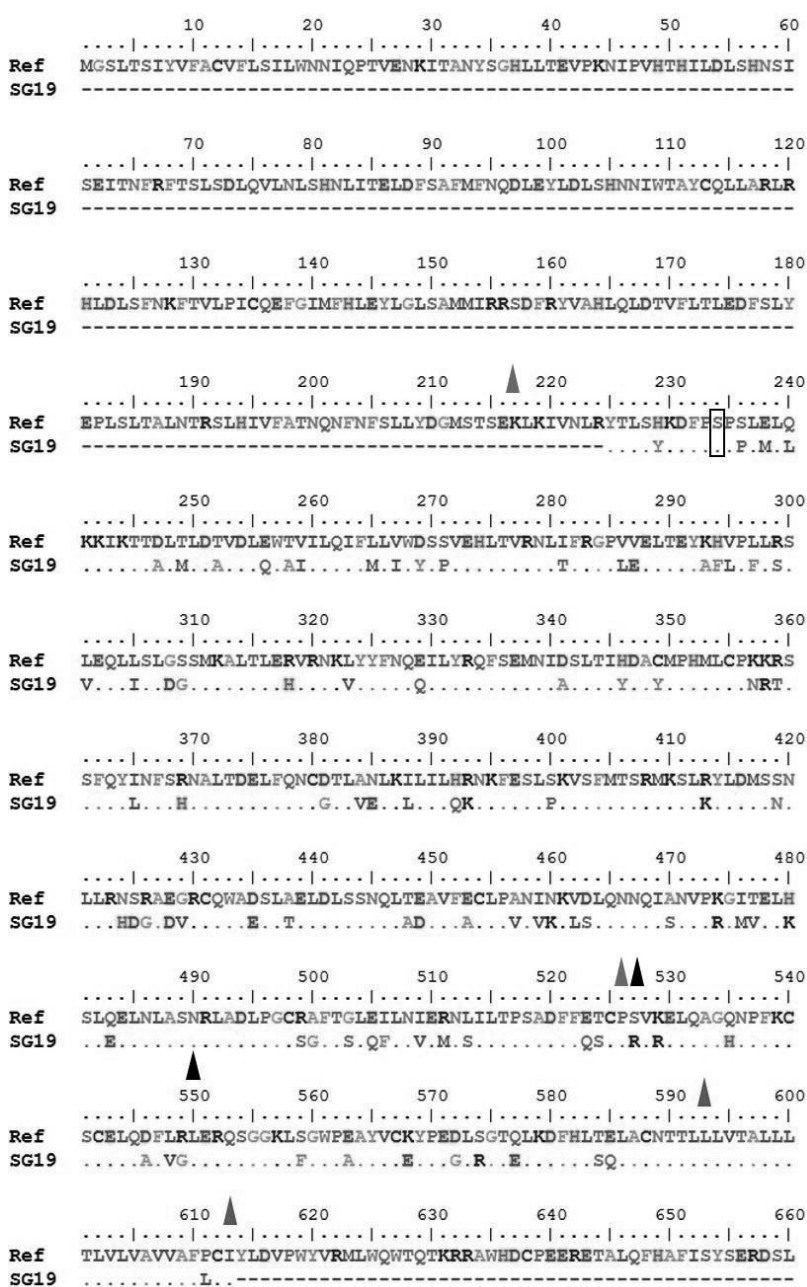 10 20 30 40 50 60
....|....|....|....|....|....|....|....|....|....|....|....|
Ref MGSLTSIYVFACVFLSILWNNIQPTVENKITANYSGHLLTEVPKNIPVHTHILDLSHNSI
SG19 ------------------------------------------------------------
70 80 90 100 110 120
....|....|....|....|....|....|....|....|....|....|....|....|
Ref SEITNFRFTSLSDLQVLNLSHNLITELDFSAFMFNQDLEYLDLSHNNIWTAYCQLLARLR
SG19 ------------------------------------------------------------
130 140 150 160 170 180
....|....|....|....|....|....|....|....|....|....|....|....|
Ref HLDLSFNKFTVLPICQEFGIMFHLEYLGLSAMMIRRSDFRYVAHLQLDTVFLTLEDFSLY
SG19 ------------------------------------------------------------
190 200 210 220 230 240
....|....|....|....|....|....|....|....|....|....|....|....|
Ref EPLSLTALNTRSLHIVFATNQNFNFSLLYDGMSTSEKLKIVNLRYTLSHKDFPSPSLELQ
SG19 --------------------------------------------....Y......P.M.L
250 260 270 280 290 300
....|....|....|....|....|....|....|....|....|....|....|....|
Ref KKIKTTDLTLDTVDLEWTVILQIFLLVWDSSVEHLTVRNLIFRGPVVELTEYKHVPLLRS
SG19 ......A.M..A...Q.AI.....M.I.Y.P.........T....LE.....AFL.F.S.
310 320 330 340 350 360
....|....|....|....|....|....|....|....|....|....|....|....|
Ref LEQLLSLGSSMKALTLERVRNKLYYFNQEILYRQFSEMNIDSLTIHDACMPHMLCPKKRS
SG19 V...I..DG........H....V.....Q...........A....Y..Y.......NRT.
370 380 390 400 410 420
....|....|....|....|....|....|....|....|....|....|....|....|
Ref SFQYINFSRNALTDELFQNCDTLANLKILILHRNKFESLSKVSFMTSRMKSLRYLDMSSN
SG19 ....L...H...........G..VE..L...QK......P............K.....N.
430 440 450 460 470 480
....|....|....|....|....|....|....|....|....|....|....|....|
Ref LLRNSRAEGRCQWADSLAELDLSSNQLTEAVFECLPANINKVDLQNNQIANVPKGITELH
SG19 ...HDG.DV.....E..T.........AD...A...V.VK.LS......S...R.MV..K
490 500 510 520 530 540
....|....|....|....|....|....|....|....|....|....|....|....|
Ref SLQELNLASNRLADLPGCRAFTGLEILNIERNLILTPSADFFETCPSVKELQAGQNPFKC
SG19 ..E...............SG..S.QF..V.M.S.........QS..R.R.....H.....
550 560 570 580 590 600
....|....|....|....|....|....|....|....|....|....|....|....|
Ref SCELQDFLRLERQSGGKLSGWPEAYVCKYPEDLSGTQLKDFHLTELACNTTLLLVTALLL
SG19 .....A.VG.........F...A....E...G.R..E......SQ...............
610 620 630 640 650 660
....|....|....|....|....|....|....|....|....|....|....|....|
Ref TLVLVAVVAFPCIYLDVPWYVRMLWQWTQTKRRAWHDCPEERETALQFHAFISYSERDSL
SG19 ..........L..-----------------------------------------------